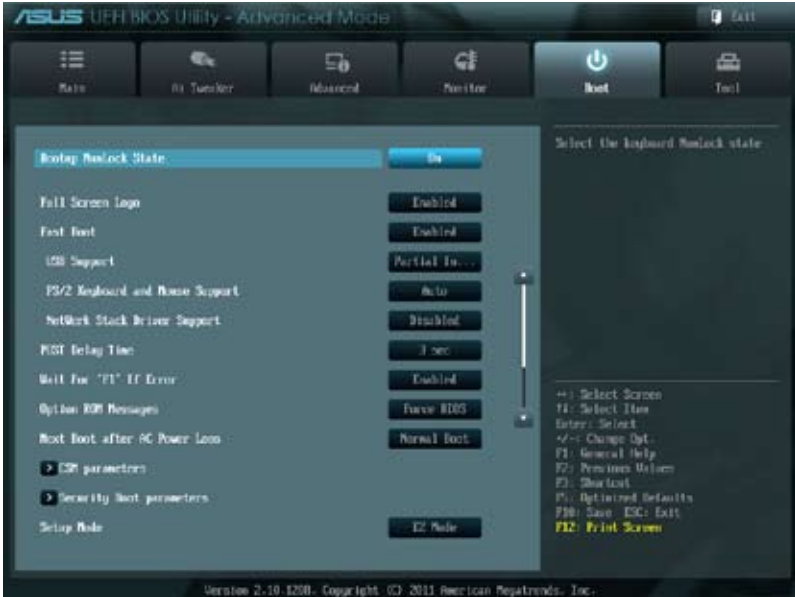 ASUS UEFI BIOS Utility - Advanced Mode
Exit
Main
Ai Tweaker
Advanced
Monitor
Boot
Tool
Bootup NumLock State
On
Select the keyboard NumLock state
Full Screen Logo
Enabled
Fast Boot
Enabled
USB Support
Partial In...
PS/2 Keyboard and Mouse Support
Auto
NetWork Stack Driver Support
Disabled
POST Delay Time
3 sec
Wait For "F1" If Error
Enabled
Option ROM Messages
Force BIOS
Next Boot after AC Power Loss
Normal Boot
> CSM parameters
> Security Boot parameters
Setup Mode
EZ Mode
→←: Select Screen
↑↓: Select Item
Enter: Select
+/-: Change Opt.
F1: General Help
F2: Previous Values
F3: Shortcut
F5: Optimized Defaults
F10: Save ESC: Exit
F12: Print Screen
Version 2.10.1208. Copyright (C) 2011 American Megatrends, Inc.